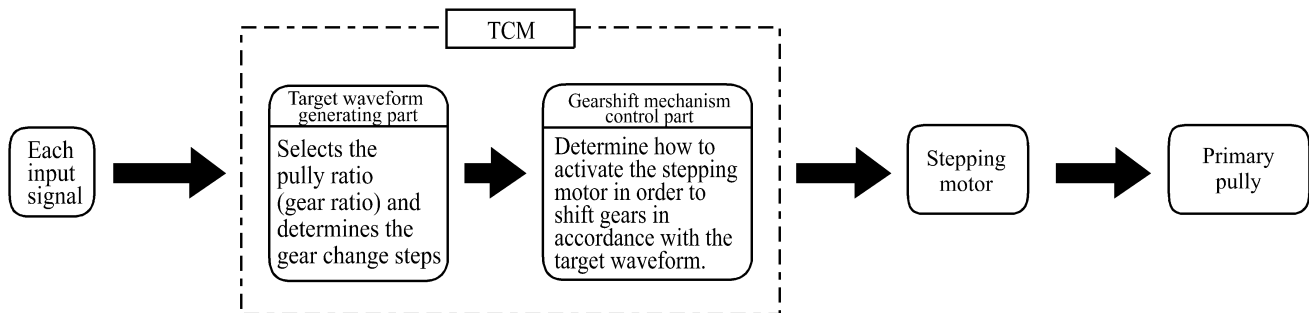 TCM
Each
input
signal
Target waveform
generating part
Selects the
pully ratio
(gear ratio) and
determines the
gear change steps
Gearshift mechanism
control part
Determine how to
activate the stepping
motor in order to
shift gears in
accordance with the
target waveform.
Stepping
motor
Primary
pully